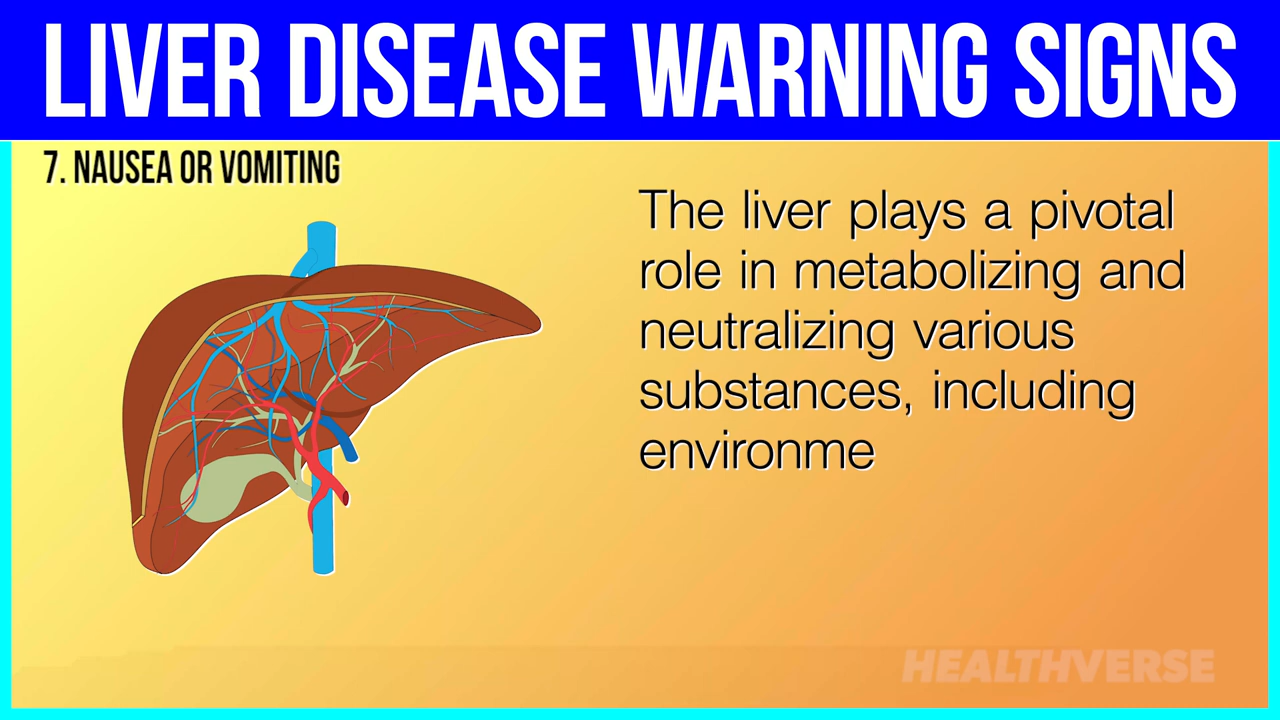 LIVER DISEASE WARNING SIGNS
7. NAUSEA OR VOMITING
The liver plays a pivotal
role in metabolizing and
neutralizing various
substances, including
environme
HEALTHVERSE